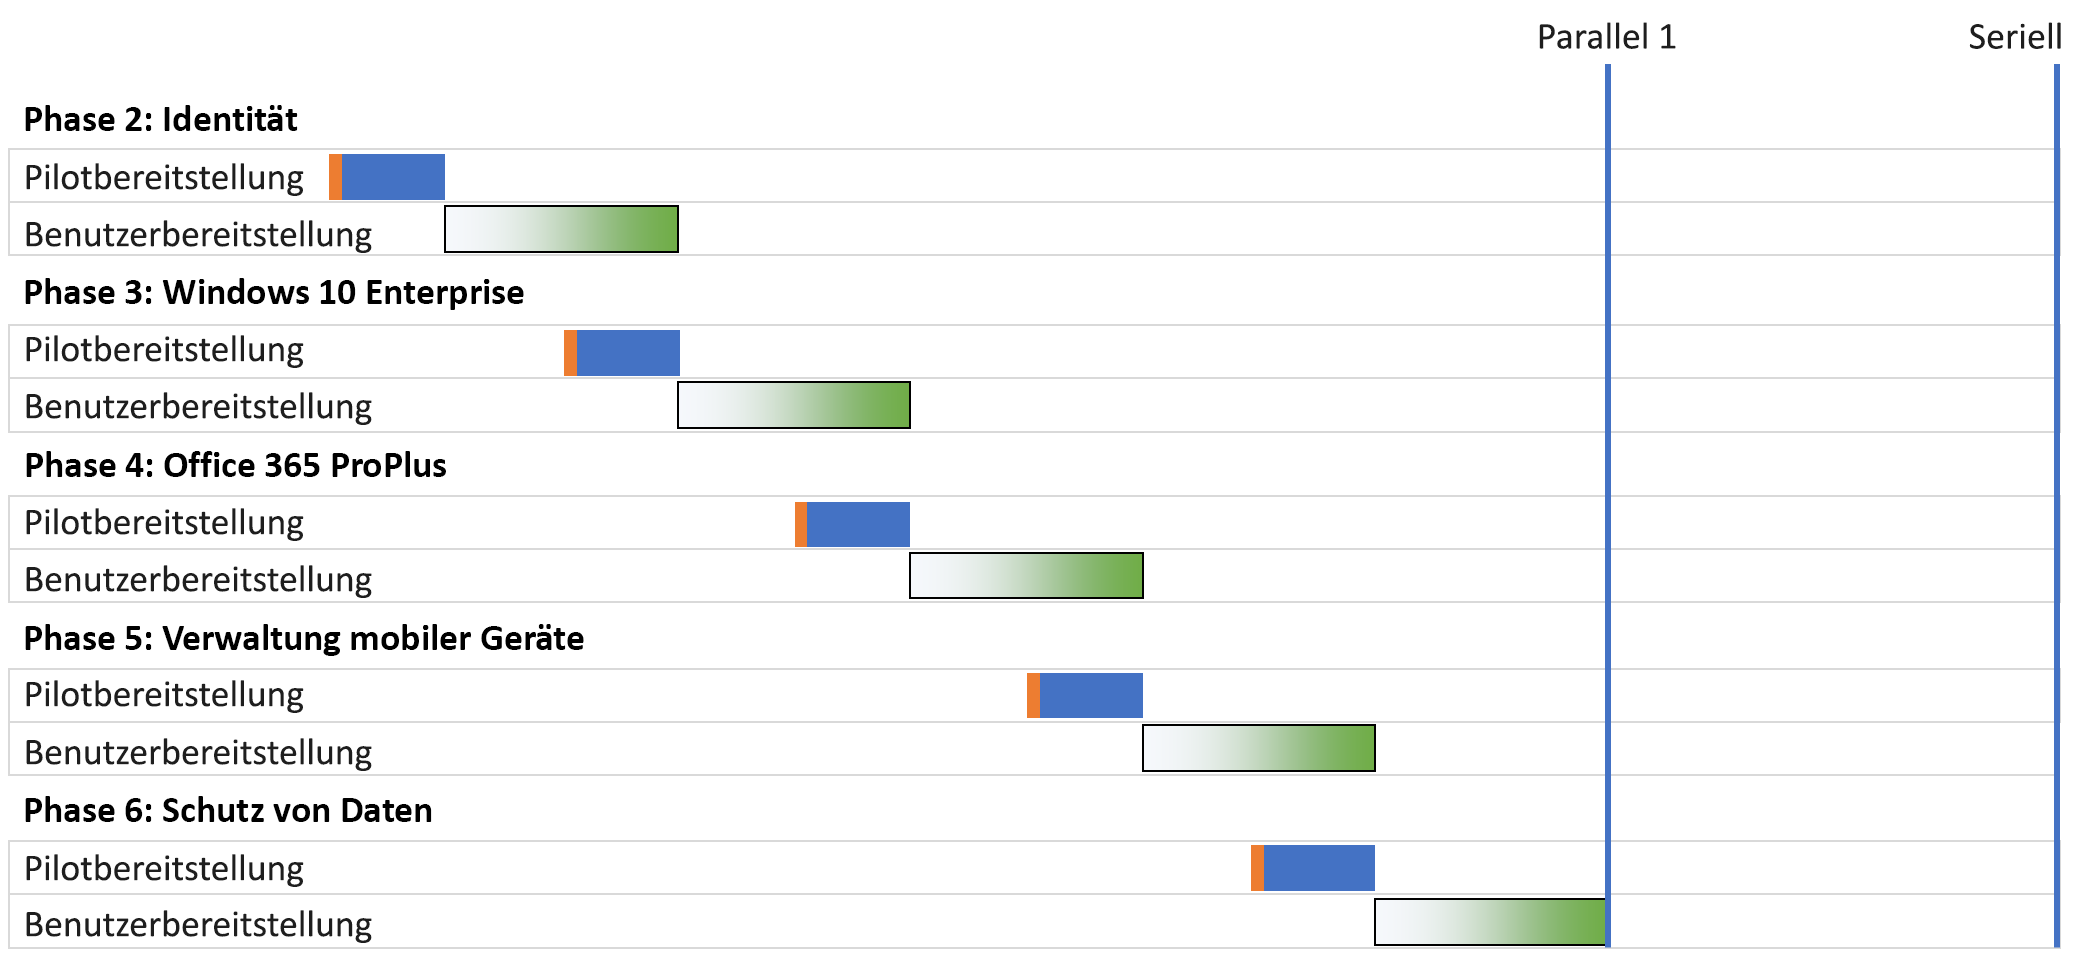 Parallel 1
Seriell
Phase 2: Identität
Pilotbereitstellung
Benutzerbereitstellung
Phase 3: Windows 10 Enterprise
Pilotbereitstellung
Benutzerbereitstellung
Phase 4: Office 365 ProPlus
Pilotbereitstellung
Benutzerbereitstellung
Phase 5: Verwaltung mobiler Geräte
Pilotbereitstellung
Benutzerbereitstellung
Phase 6: Schutz von Daten
Pilotbereitstellung
Benutzerbereitstellung